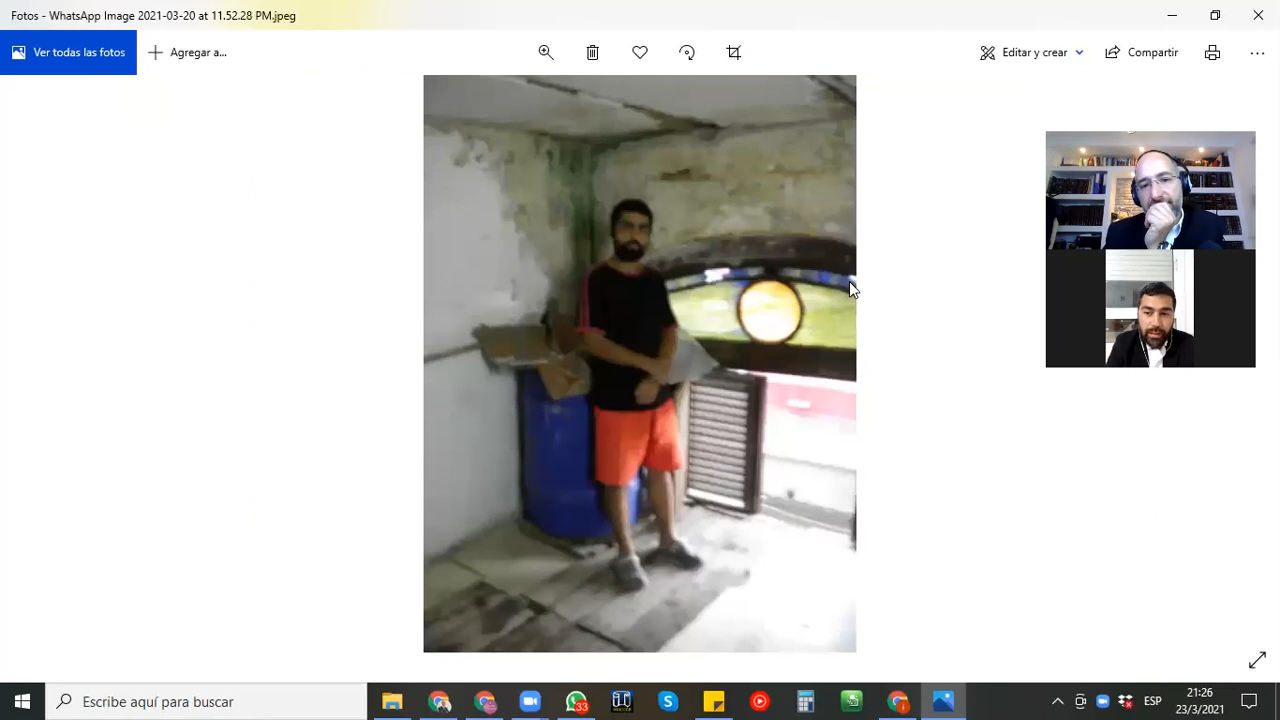 Fotos - WhatsApp Image 2021-03-20 at 11.52.28 PM.jpeg
Ver todas las fotos
Agregar a...
Editar y crear
Compartir
Escribe aquí para buscar
33
ESP
21:26
23/3/2021